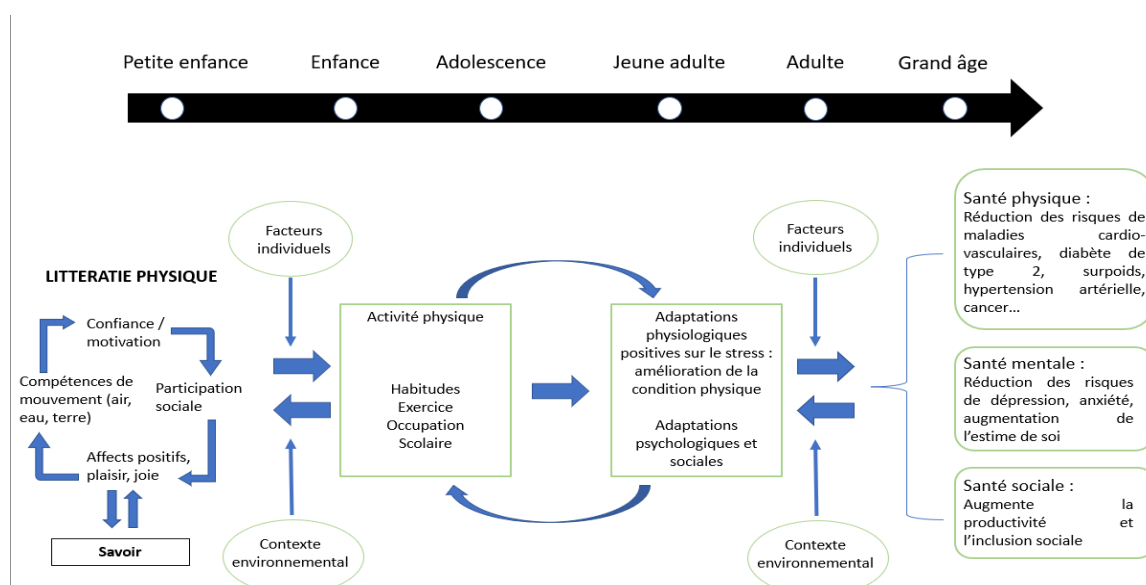 Petite enfance
Enfance
Adolescence
Jeune adulte
Adulte
Grand âge
LITTERATIE PHYSIQUE
Confiance /
motivation
Participation
sociale
Affects positifs,
plaisir, joie
Compétences de
mouvement (air,
eau, terre)
Savoir
Facteurs
individuels
Contexte
environmental
Activité physique
Habitudes
Exercice
Occupation
Scolaire
Adaptations
physiologiques
positives sur le stress :
amélioration de la
condition physique
Adaptations
psychologiques et
sociales
Facteurs
individuels
Contexte
environmental
Santé physique :
Réduction des risques de
maladies cardio-
vasculaires, diabète de
type 2, surpoids,
hypertension artérielle,
cancer…
Santé mentale :
Réduction des risques
de dépression, anxiété,
augmentation de
l’estime de soi
Santé sociale :
Augmente la
productivité et
l’inclusion sociale